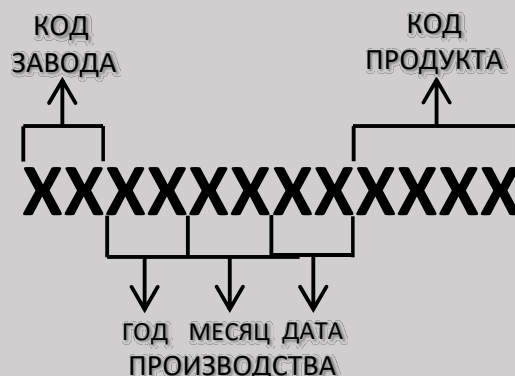 КОД
ЗАВОДА
КОД
ПРОДУКТА
XXXXXXXXXXXX
ГОД МЕСЯЦ ДАТА
ПРОИЗВОДСТВА